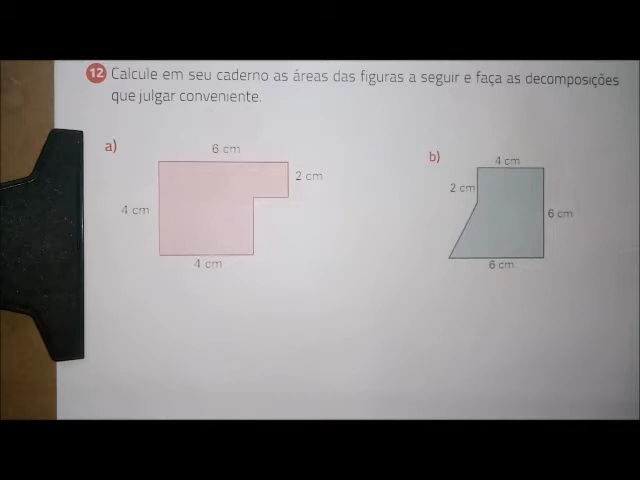 12 Calcule em seu caderno as áreas das figuras a seguir e faça as decomposições
que julgar conveniente.
a)
6 cm
2 cm
4 cm
4 cm
b)
4 cm
2 cm
6 cm
6 cm